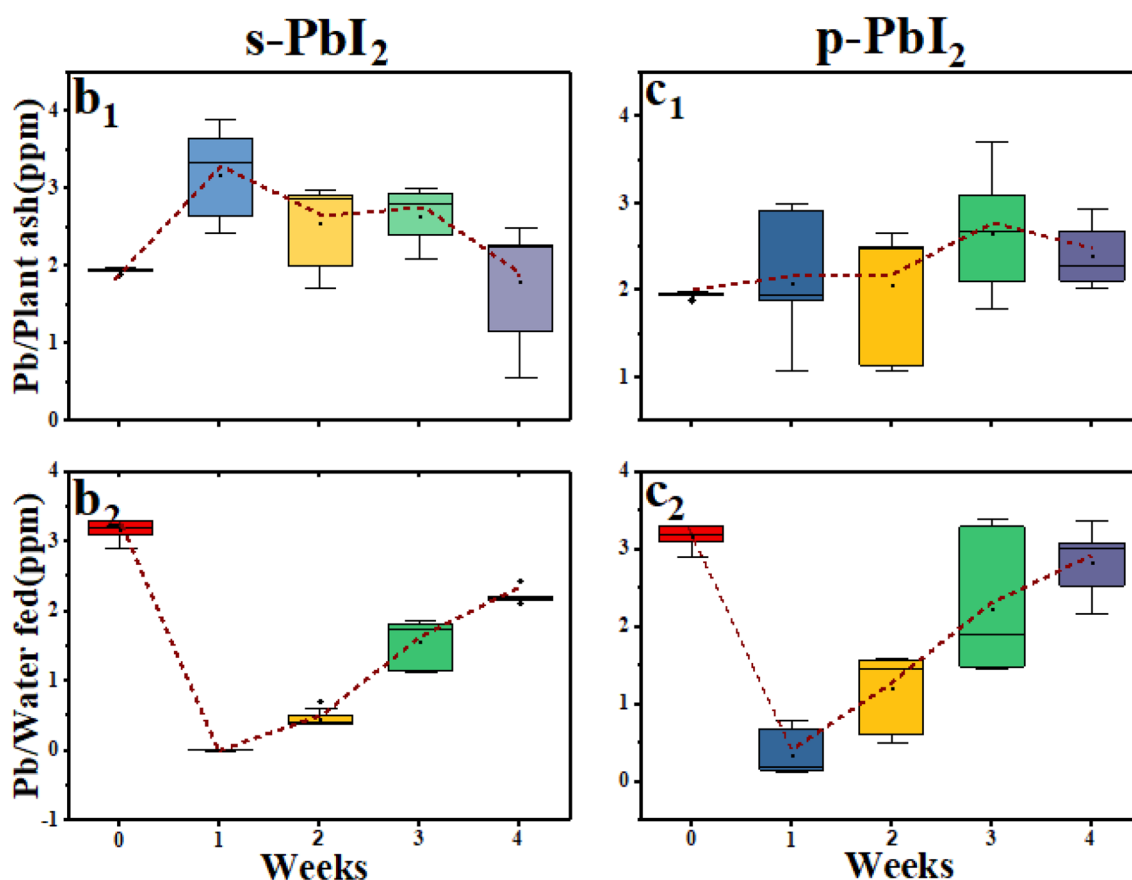 s-PbI₂ p-PbI₂
b₁ c₁
Pb/Plant ash(ppm)
4
3
2
1
0
4
3
2
1
b₂ c₂
Pb/Water fed(ppm)
4
3
2
1
0
-1
4
3
2
1
0
0 1 2 3 4 0 1 2 3 4
Weeks Weeks